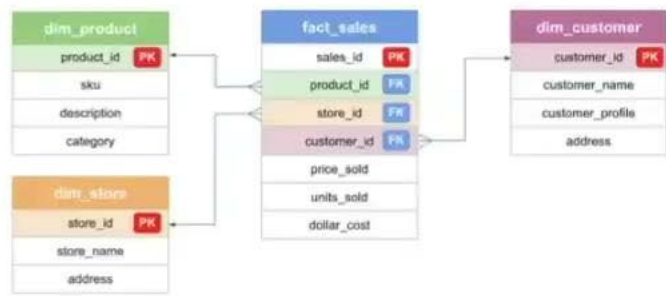 dim_product
product_id PK
sku
description
category
dim_store
store_id PK
store_name
address
fact_sales
sales_id PK
product_id FK
store_id FK
customer_id FK
price_sold
units_sold
dollar_cost
dim_customer
customer_id PK
customer_name
customer_profile
address